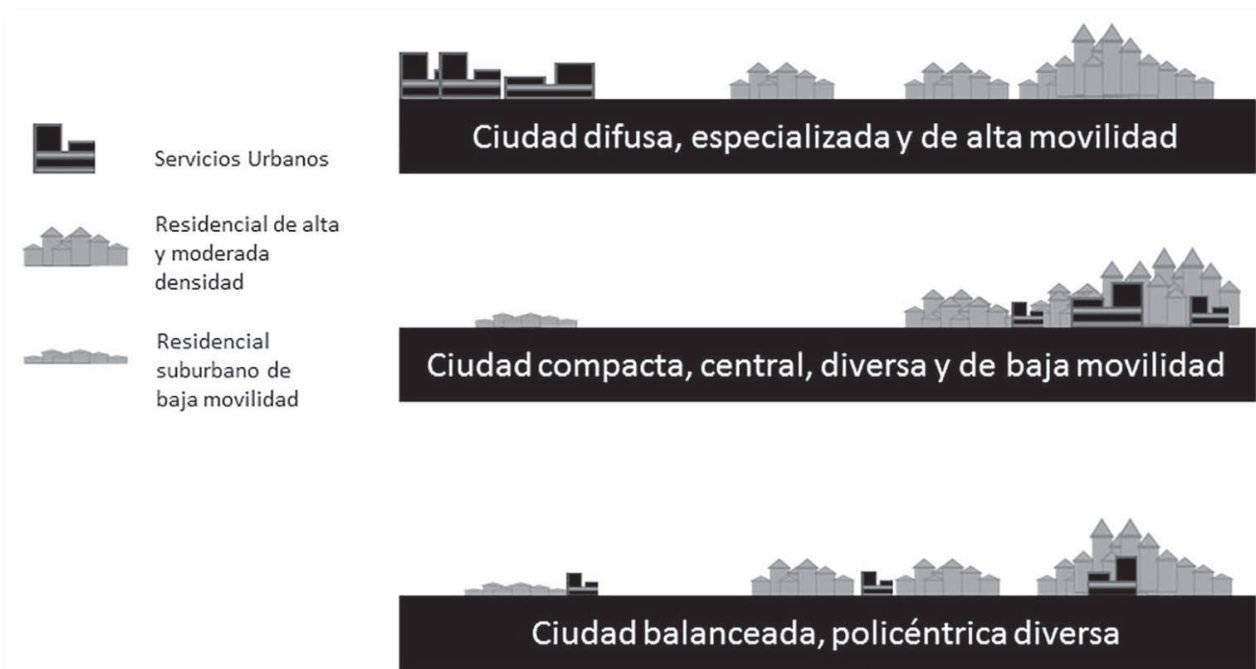 Ciudad difusa, especializada y de alta movilidad
Servicios Urbanos
Residencial de alta
y moderada
densidad
Residencial
suburbano de
baja movilidad
Ciudad compacta, central, diversa y de baja movilidad
Ciudad balanceada, policéntrica diversa